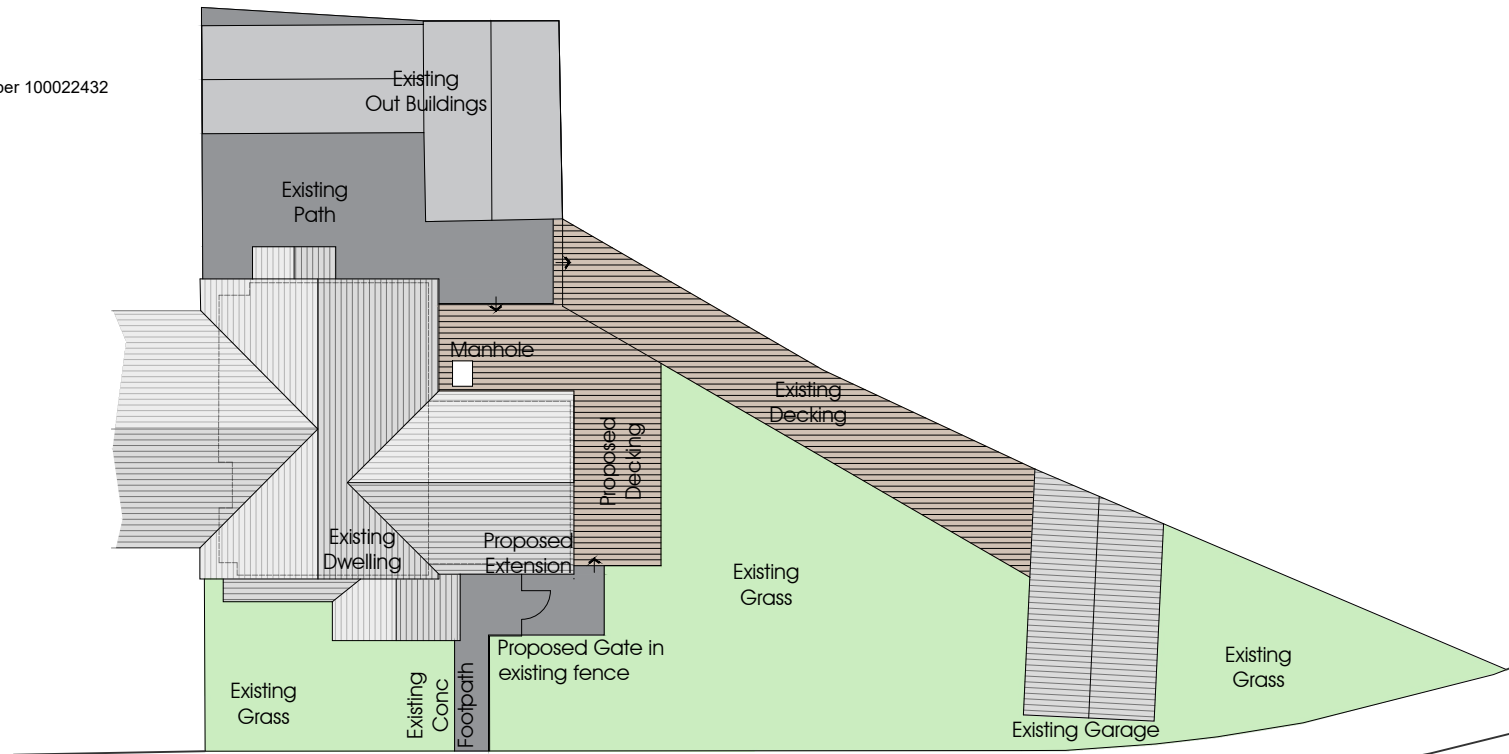 ber 100022432
Existing
Out Buildings
Existing
Path
Manhole
Existing
Decking
Proposed
Decking
Existing
Dwelling
Proposed
Extension
Existing
Grass
Proposed Gate in
existing fence
Existing
Grass
Existing
Conc
Footpath
Existing
Grass
Existing Garage